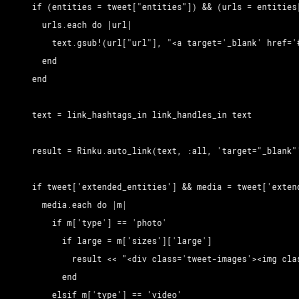 if (entities = tweet["entities"]) && (urls = entities
urls.each do |url|
text.gsub!(url["url"], "<a target='_blank' href='#
end
end
text = link_hashtags_in link_handles_in text
result = Rinku.auto_link(text, :all, 'target="_blank"
if tweet['extended_entities'] && media = tweet['exten
media.each do |m|
if m['type'] == 'photo'
if large = m['sizes']['large']
result << "<div class='tweet-images'><img clas
end
elsif m['type'] == 'video'